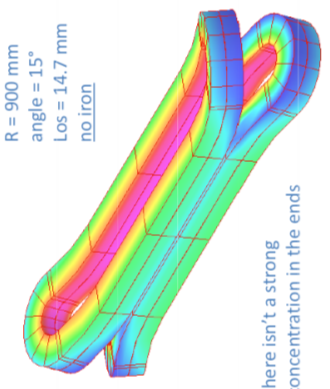 R = 900 mm
angle = 15°
Los = 14.7 mm
no iron
here isn't a strong
oncentration in the ends